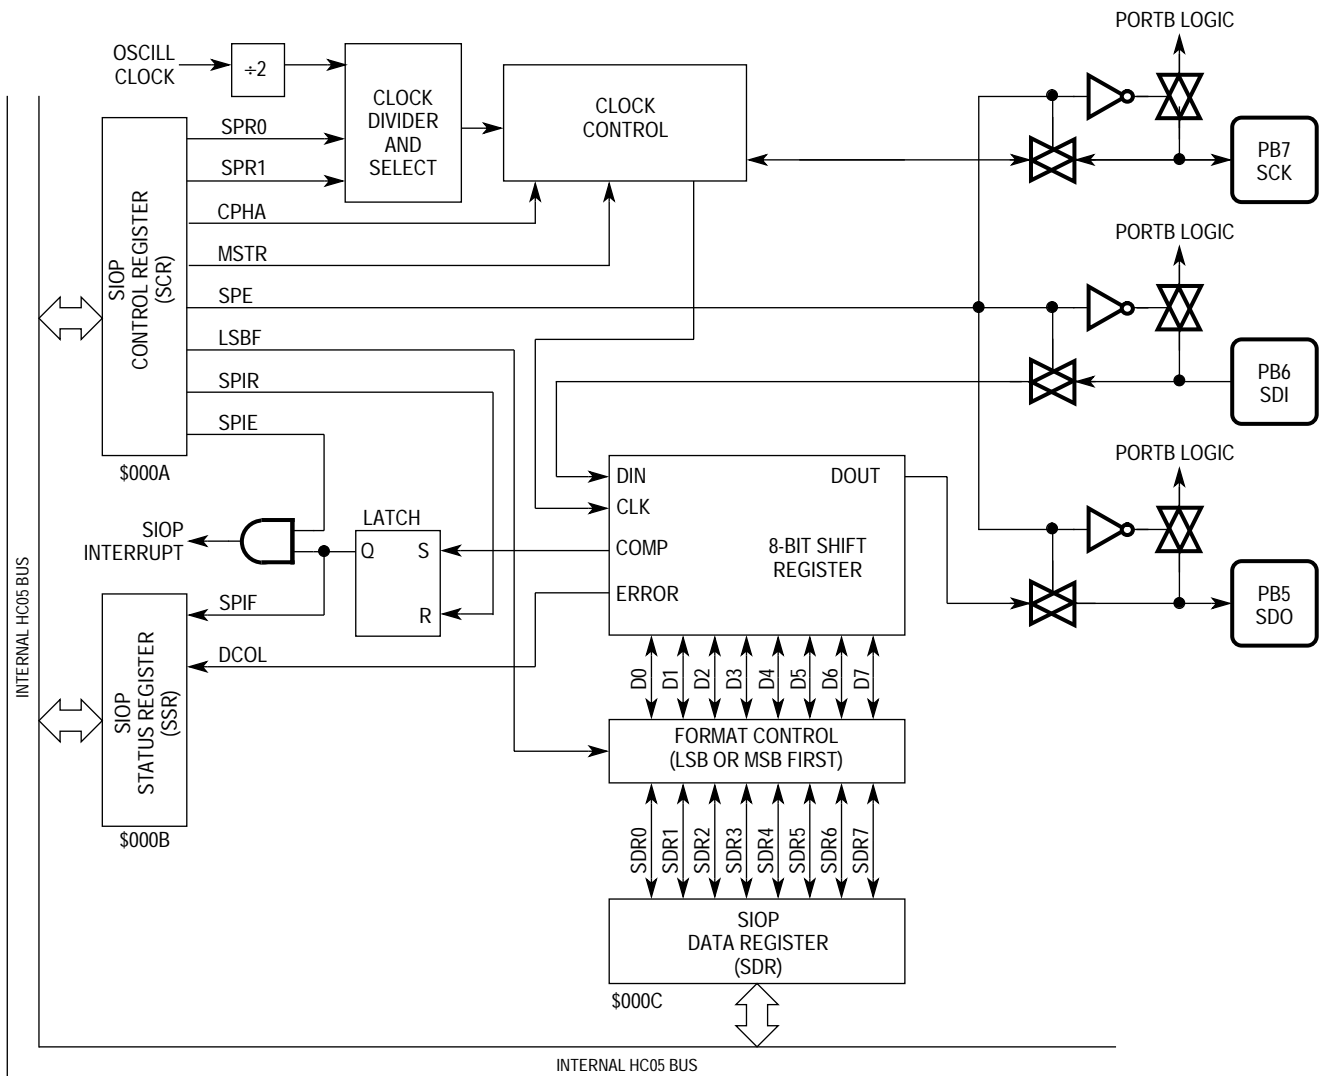 PORTB LOGIC
OSCILL
CLOCK
÷2
CLOCK
DIVIDER
AND
SELECT
CLOCK
CONTROL
PB7
SCK
SPR0
SPR1
CPHA
MSTR
SPE
LSBF
SPIR
SPIE
SIOP
CONTROL REGISTER
(SCR)
$000A
PORTB LOGIC
PB6
SDI
PORTB LOGIC
PB5
SDO
DIN
CLK
COMP
ERROR
DOUT
8-BIT SHIFT
REGISTER
LATCH
Q
S
R
SIOP
INTERRUPT
SPIF
DCOL
SIOP
STATUS REGISTER
(SSR)
$000B
INTERNAL HC05 BUS
D0
D1
D2
D3
D4
D5
D6
D7
FORMAT CONTROL
(LSB OR MSB FIRST)
SDR0
SDR1
SDR2
SDR3
SDR4
SDR5
SDR6
SDR7
SIOP
DATA REGISTER
(SDR)
$000C
INTERNAL HC05 BUS